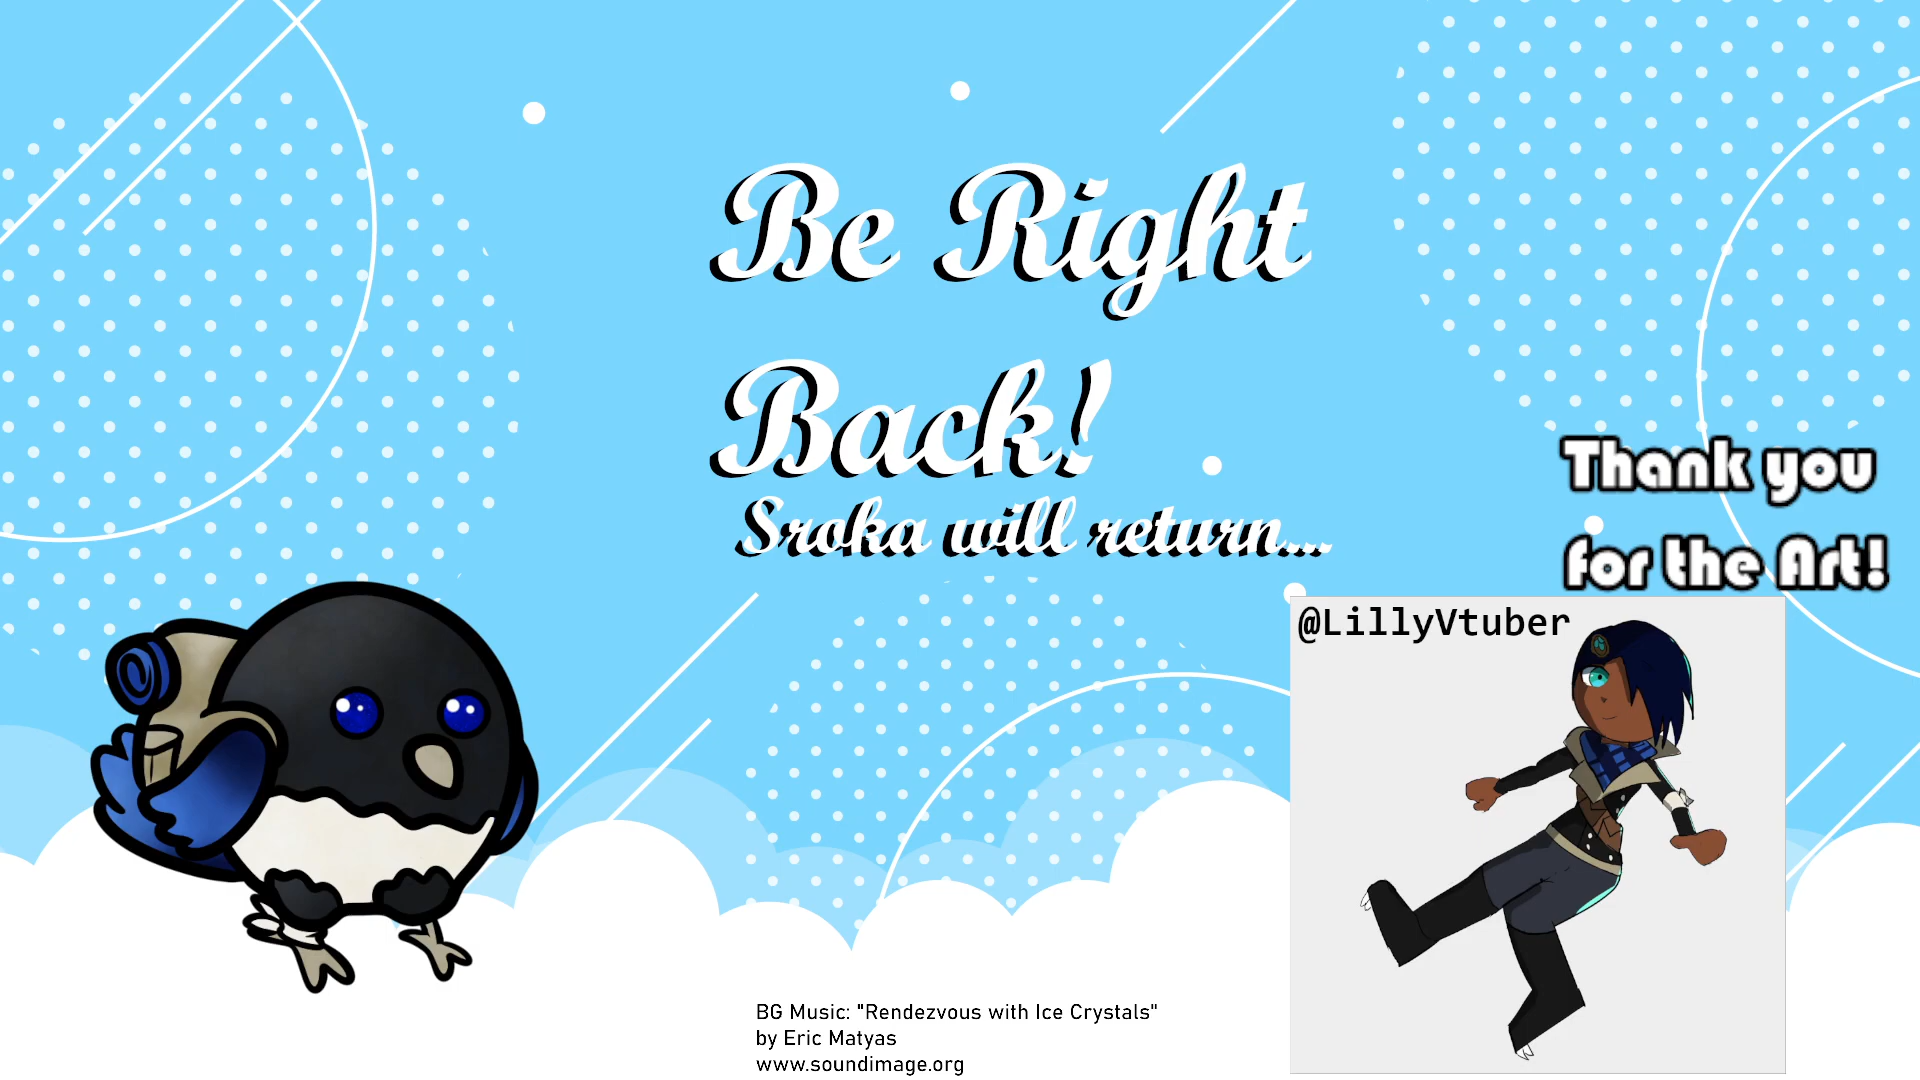 Be Right
Back!
Sroka will return....
Thank you
for the Art!
@LillyVtuber
BG Music: "Rendezvous with Ice Crystals"
by Eric Matyas
www.soundimage.org